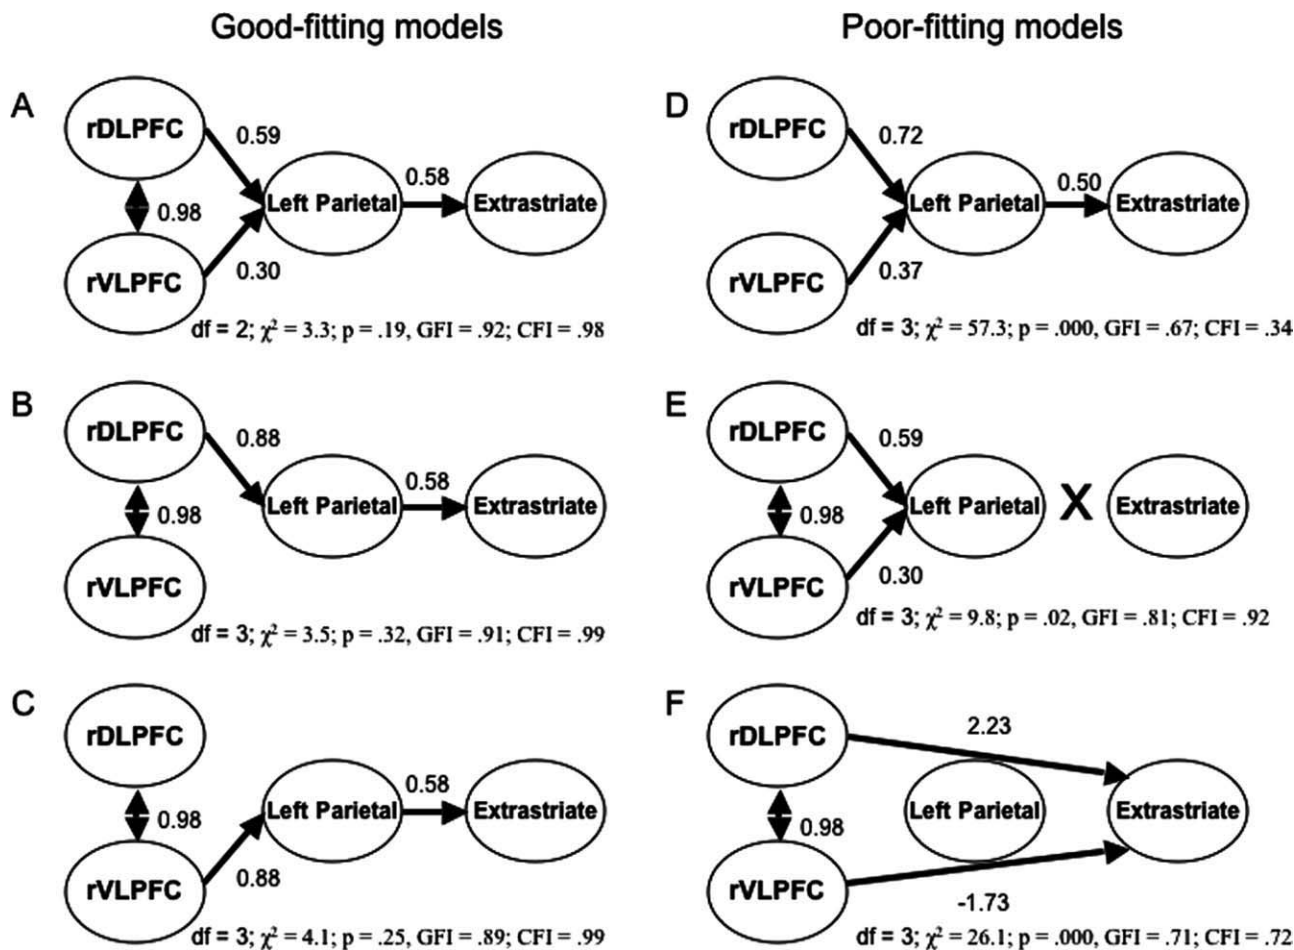 Good-fitting models
Poor-fitting models
A
rDLPFC
0.59
0.98
Left Parietal
0.58
Extrastriate
rVLPFC
0.30
df = 2; χ² = 3.3; p = .19, GFI = .92; CFI = .98
B
rDLPFC
0.88
0.98
Left Parietal
0.58
Extrastriate
rVLPFC
df = 3; χ² = 3.5; p = .32, GFI = .91; CFI = .99
C
rDLPFC
0.98
Left Parietal
0.58
Extrastriate
rVLPFC
0.88
df = 3; χ² = 4.1; p = .25, GFI = .89; CFI = .99
D
rDLPFC
0.72
Left Parietal
0.50
Extrastriate
rVLPFC
0.37
df = 3; χ² = 57.3; p = .000, GFI = .67; CFI = .34
E
rDLPFC
0.59
0.98
Left Parietal
X
Extrastriate
rVLPFC
0.30
df = 3; χ² = 9.8; p = .02, GFI = .81; CFI = .92
F
rDLPFC
2.23
0.98
Left Parietal
Extrastriate
rVLPFC
-1.73
df = 3; χ² = 26.1; p = .000, GFI = .71; CFI = .72